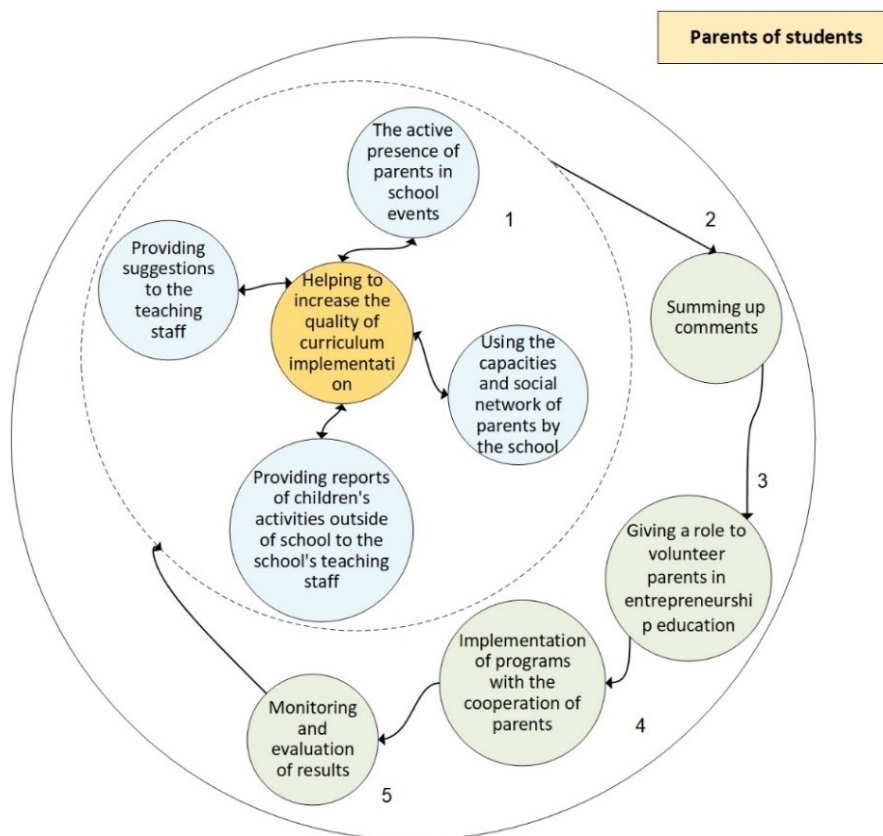 Parents of students
The active
presence of
parents in
school
events
1
2
Providing
suggestions
to the
teaching
staff
Helping to
increase the
quality of
curriculum
implementati
on
Summing up
comments
Using the
capacities
and social
network of
parents by
the school
Providing reports
of children's
activities outside
of school to the
school's teaching
staff
3
Giving a role to
volunteer
parents in
entrepreneurshi
p education
Implementation
of programs
with the
cooperation of
parents
4
Monitoring
and
evaluation
of results
5